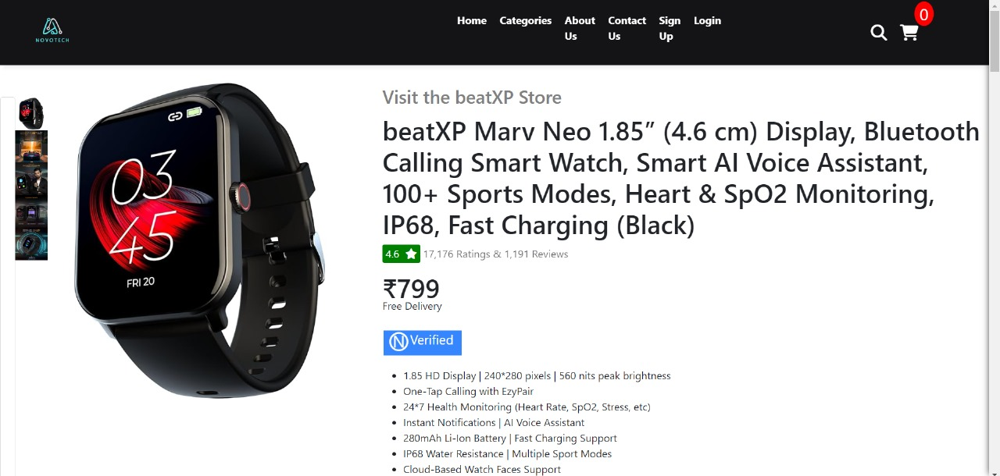 NOVOTECH
Home Categories About Us Contact Us Sign Up Login
0
Visit the beatXP Store
beatXP Marv Neo 1.85” (4.6 cm) Display, Bluetooth
Calling Smart Watch, Smart AI Voice Assistant,
100+ Sports Modes, Heart & SpO2 Monitoring,
IP68, Fast Charging (Black)
4.6 17,176 Ratings & 1,191 Reviews
₹799
Free Delivery
N Verified
1.85 HD Display | 240*280 pixels | 560 nits peak brightness
One-Tap Calling with EzyPair
24*7 Health Monitoring (Heart Rate, SpO2, Stress, etc)
Instant Notifications | AI Voice Assistant
280mAh Li-Ion Battery | Fast Charging Support
IP68 Water Resistance | Multiple Sport Modes
Cloud-Based Watch Faces Support
03
45
FRI 20